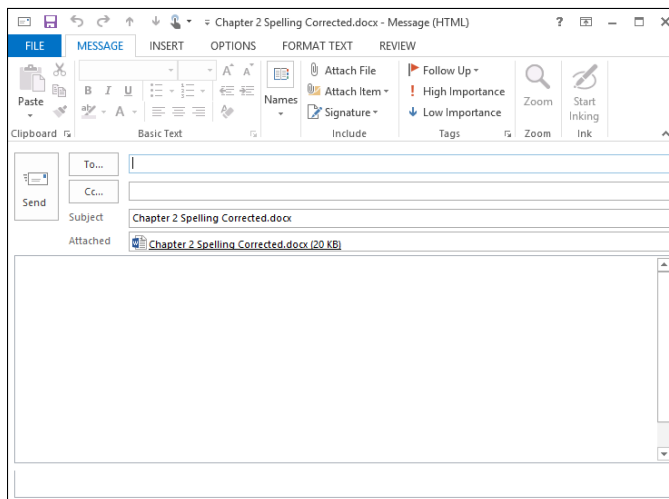 Chapter 2 Spelling Corrected.docx - Message (HTML) ?
FILE MESSAGE INSERT OPTIONS FORMAT TEXT REVIEW
Paste
B I U
A A
ab A
Names
Attach File
Attach Item
Signature
Follow Up
High Importance
Low Importance
Zoom
Start
Inking
Clipboard Basic Text Include Tags Zoom Ink
Send
To...
Cc...
Subject Chapter 2 Spelling Corrected.docx
Attached Chapter 2 Spelling Corrected.docx (20 KB)